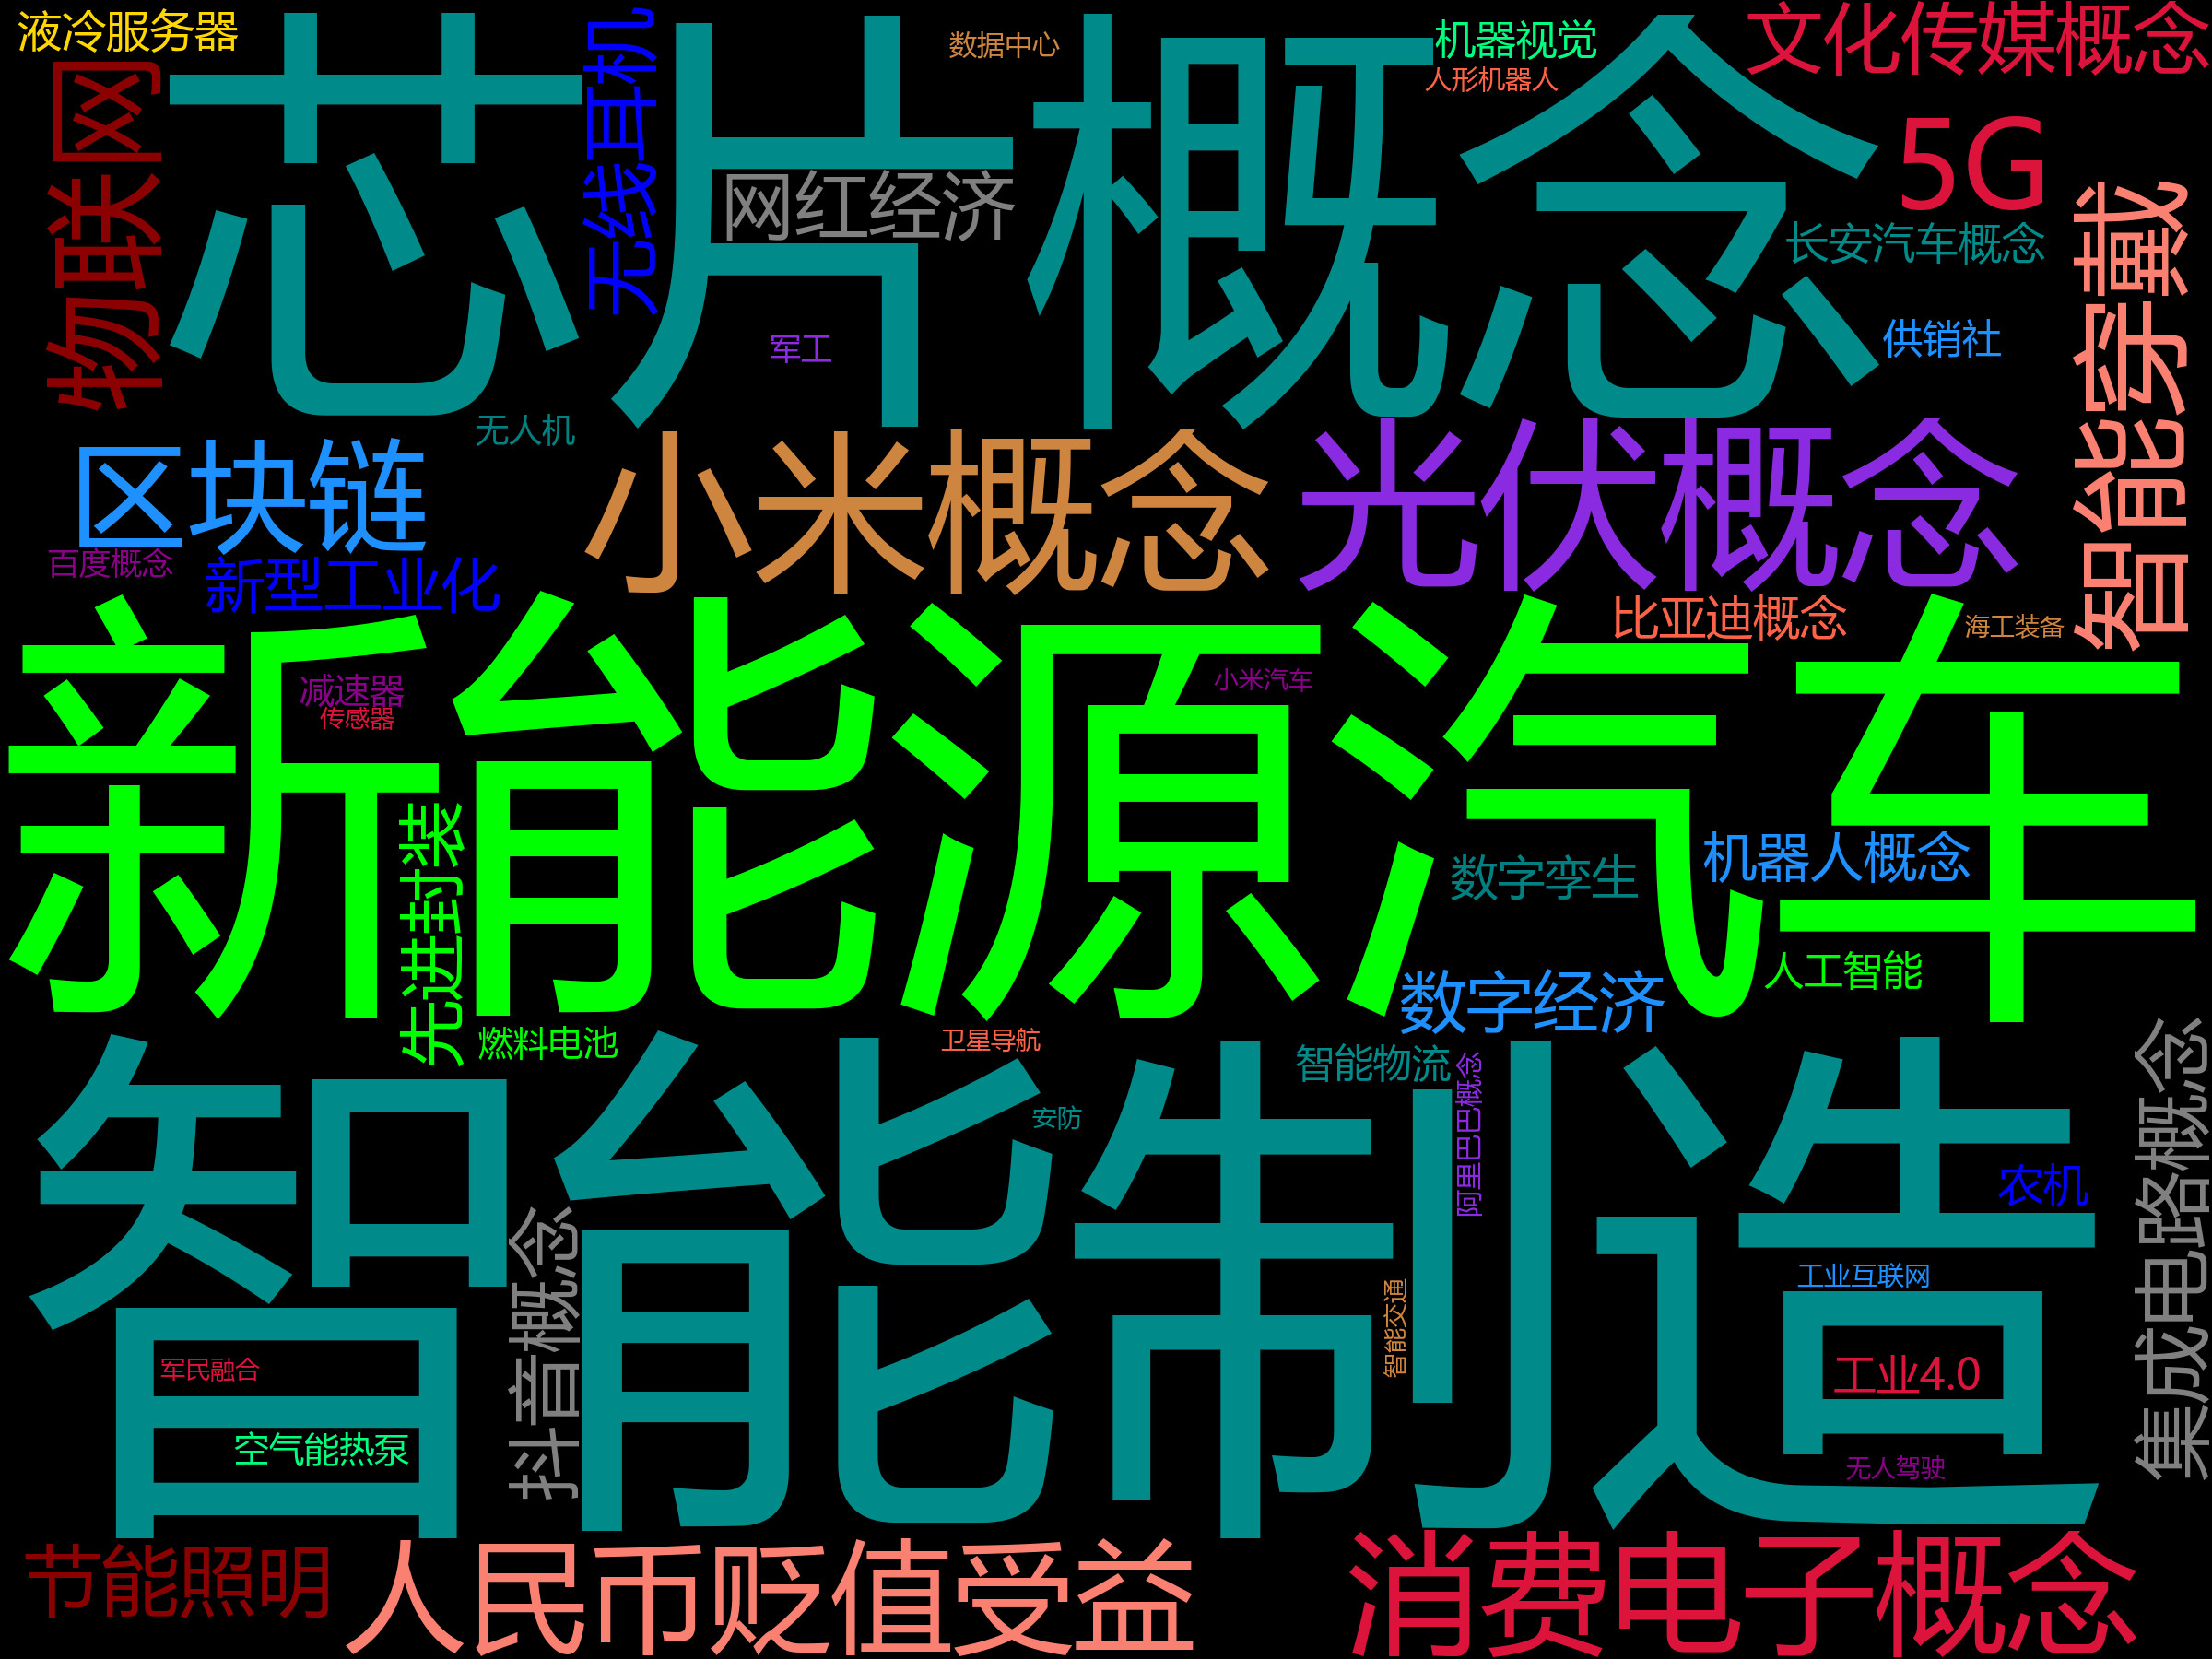 液冷服务器
文化传媒概念
芯片概念
物联网
无线耳机
数据中心
机器视觉
人形机器人
5G
网红经济
长安汽车概念
智能穿戴
供销社
军工
无人机
区块链
小米概念
光伏概念
百度概念
新型工业化
比亚迪概念
海工装备
新能源汽车
减速器
传感器
小米汽车
先进封装
数字孪生
机器人概念
人工智能
数字经济
燃料电池
卫星导航
智能物流
阿里巴巴概念
集成电路概念
智能制造
安防
农机
抖音概念
工业互联网
智能交通
军民融合
工业4.0
空气能热泵
无人驾驶
节能照明
人民币贬值受益
消费电子概念